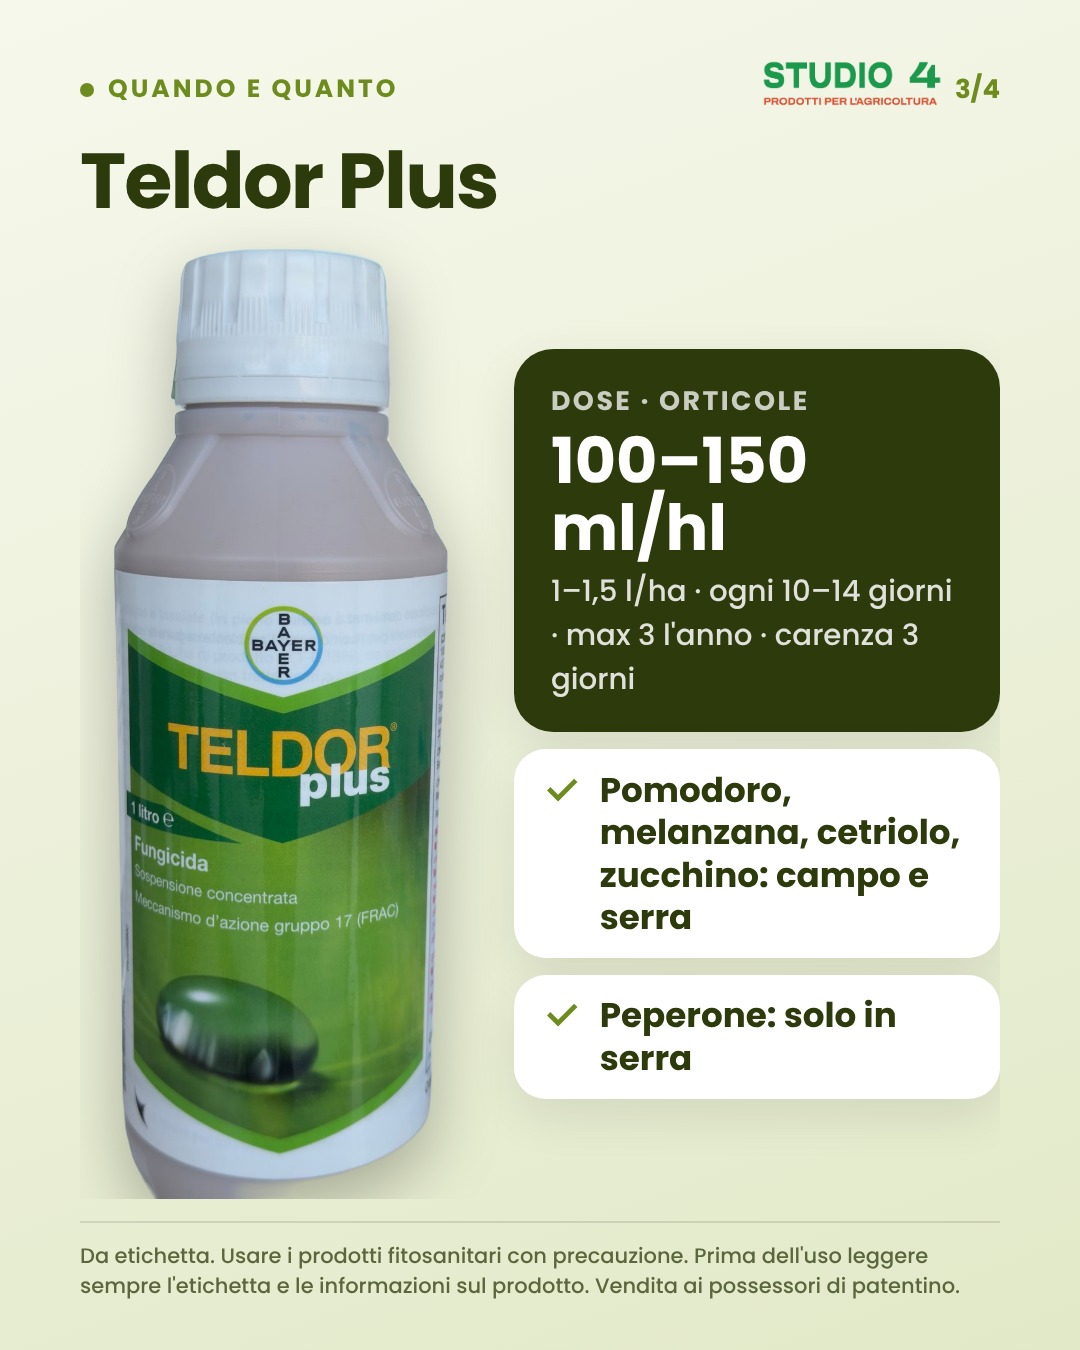 QUANDO E QUANTO
STUDIO 4
PRODOTTI PER L'AGRICOLTURA
3/4
Teldor Plus
BAYER
BAYER
TELDOR®
plus
1 litro ℮
Fungicida
Sospensione concentrata
Meccanismo d'azione gruppo 17 (FRAC)
DOSE · ORTICOLE
100–150
ml/hl
1–1,5 l/ha · ogni 10–14 giorni
· max 3 l'anno · carenza 3
giorni
Pomodoro,
melanzana, cetriolo,
zucchino: campo e
serra
Peperone: solo in
serra
Da etichetta. Usare i prodotti fitosanitari con precauzione. Prima dell'uso leggere
sempre l'etichetta e le informazioni sul prodotto. Vendita ai possessori di patentino.